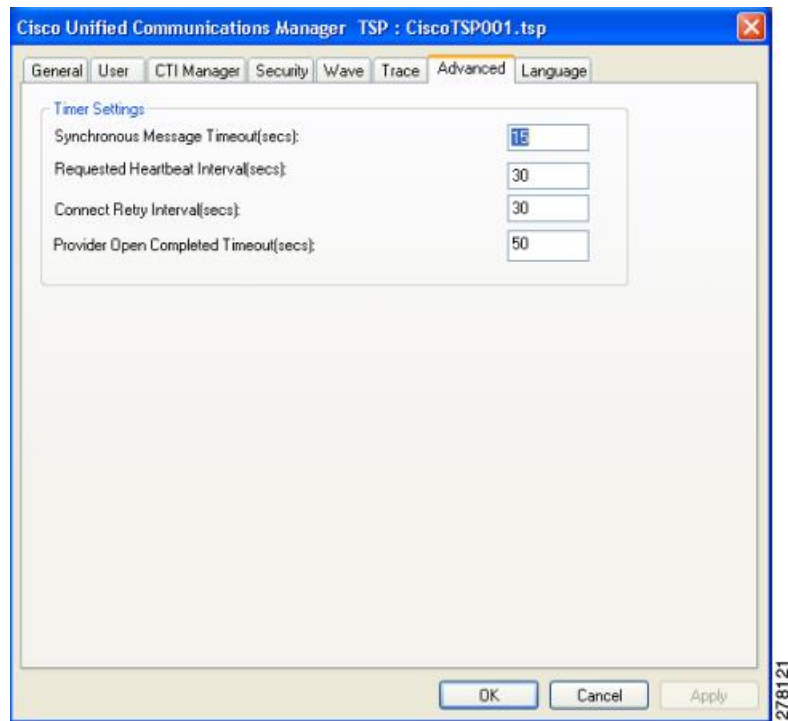 Cisco Unified Communications Manager TSP : CiscoTSP001.tsp
General User CTI Manager Security Wave Trace Advanced Language
Timer Settings
Synchronous Message Timeout(secs): 15
Requested Heartbeat Interval(secs): 30
Connect Retry Interval(secs): 30
Provider Open Completed Timeout(secs): 50
OK Cancel Apply
278121